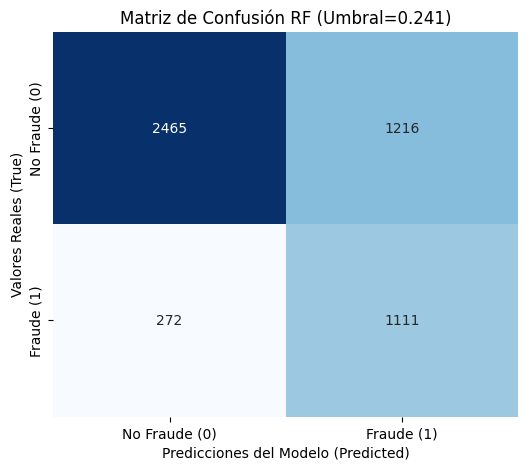 Matriz de Confusión RF (Umbral=0.241)
Valores Reales (True)
No Fraude (0)
2465
1216
Fraude (1)
272
1111
No Fraude (0)
Fraude (1)
Predicciones del Modelo (Predicted)